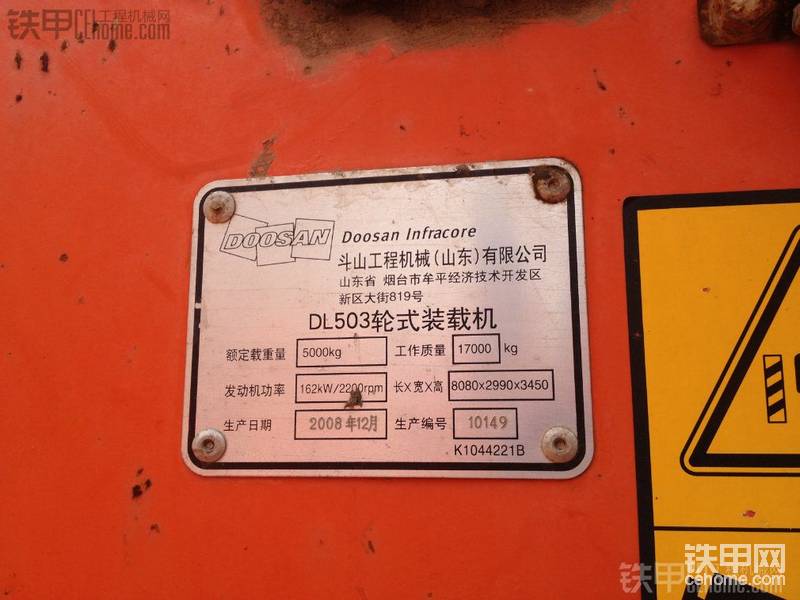 铁甲 工程机械网
cehome.com
DOOSAN
Doosan Infracore
斗山工程机械(山东)有限公司
山东省 烟台市牟平经济技术开发区
新区大街819号
DL503轮式装载机
额定载重量 5000kg 工作质量 17000 kg
发动机功率 162kW/2200rpm 长X宽X高 8080x2990x3450
生产日期 2008年12月 生产编号 10149
K1044221B
铁甲网
cehome.com